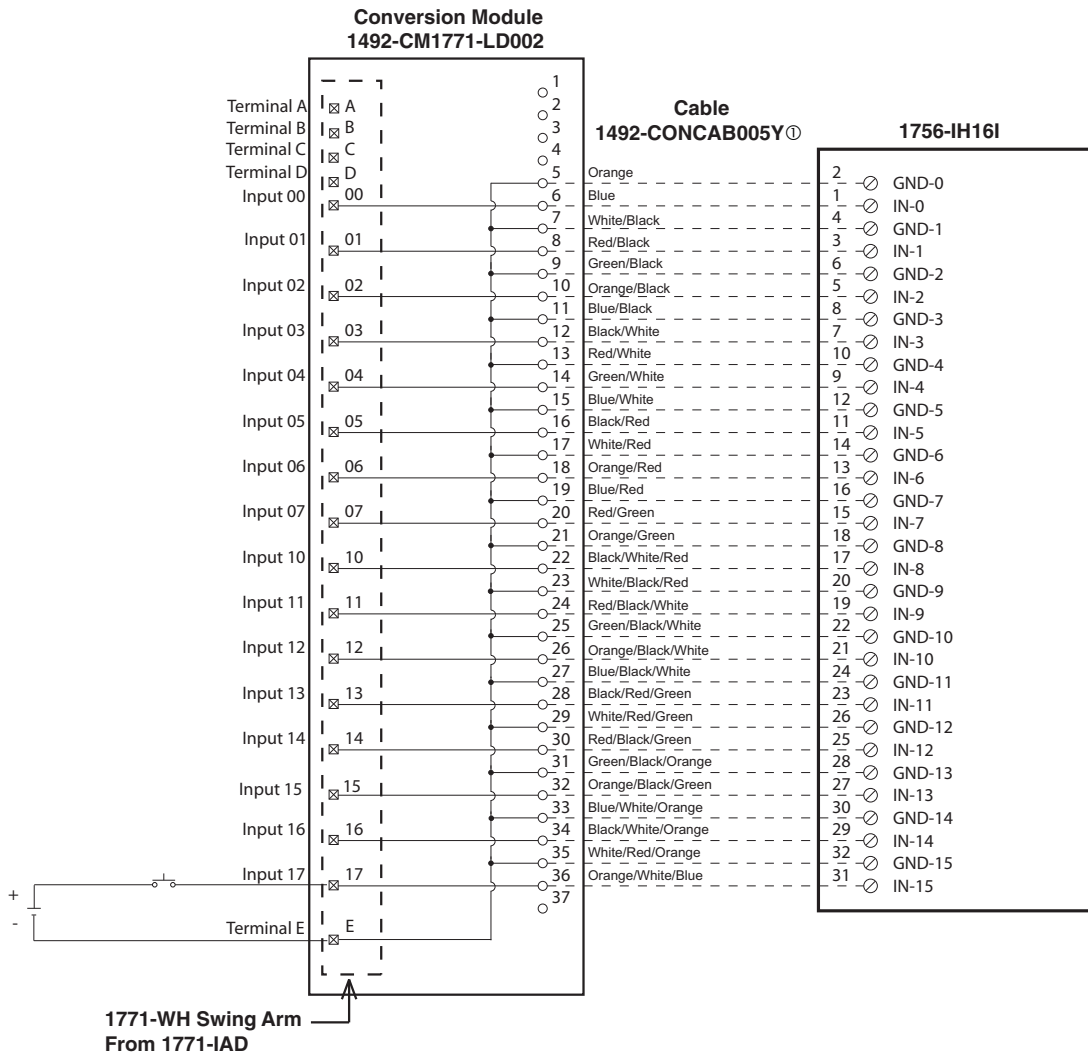 Conversion Module
1492-CM1771-LD002
Cable
1492-CONCAB005Y①
1756-IH16I
1
Terminal A A 2
Terminal B B 3
Terminal C C 4
Terminal D D 5 Orange 2 GND-0
Input 00 00 6 Blue 1 IN-0
7 White/Black 4 GND-1
Input 01 01 8 Red/Black 3 IN-1
9 Green/Black 6 GND-2
Input 02 02 10 Orange/Black 5 IN-2
11 Blue/Black 8 GND-3
Input 03 03 12 Black/White 7 IN-3
13 Red/White 10 GND-4
Input 04 04 14 Green/White 9 IN-4
15 Blue/White 12 GND-5
Input 05 05 16 Black/Red 11 IN-5
17 White/Red 14 GND-6
Input 06 06 18 Orange/Red 13 IN-6
19 Blue/Red 16 GND-7
Input 07 07 20 Red/Green 15 IN-7
21 Orange/Green 18 GND-8
Input 10 10 22 Black/White/Red 17 IN-8
23 White/Black/Red 20 GND-9
Input 11 11 24 Red/Black/White 19 IN-9
25 Green/Black/White 22 GND-10
Input 12 12 26 Orange/Black/White 21 IN-10
27 Blue/Black/White 24 GND-11
Input 13 13 28 Black/Red/Green 23 IN-11
29 White/Red/Green 26 GND-12
Input 14 14 30 Red/Black/Green 25 IN-12
31 Green/Black/Orange 28 GND-13
Input 15 15 32 Orange/Black/Green 27 IN-13
33 Blue/White/Orange 30 GND-14
Input 16 16 34 Black/White/Orange 29 IN-14
35 White/Red/Orange 32 GND-15
Input 17 17 36 Orange/White/Blue 31 IN-15
+
37
-
Terminal E E
1771-WH Swing Arm
From 1771-IAD